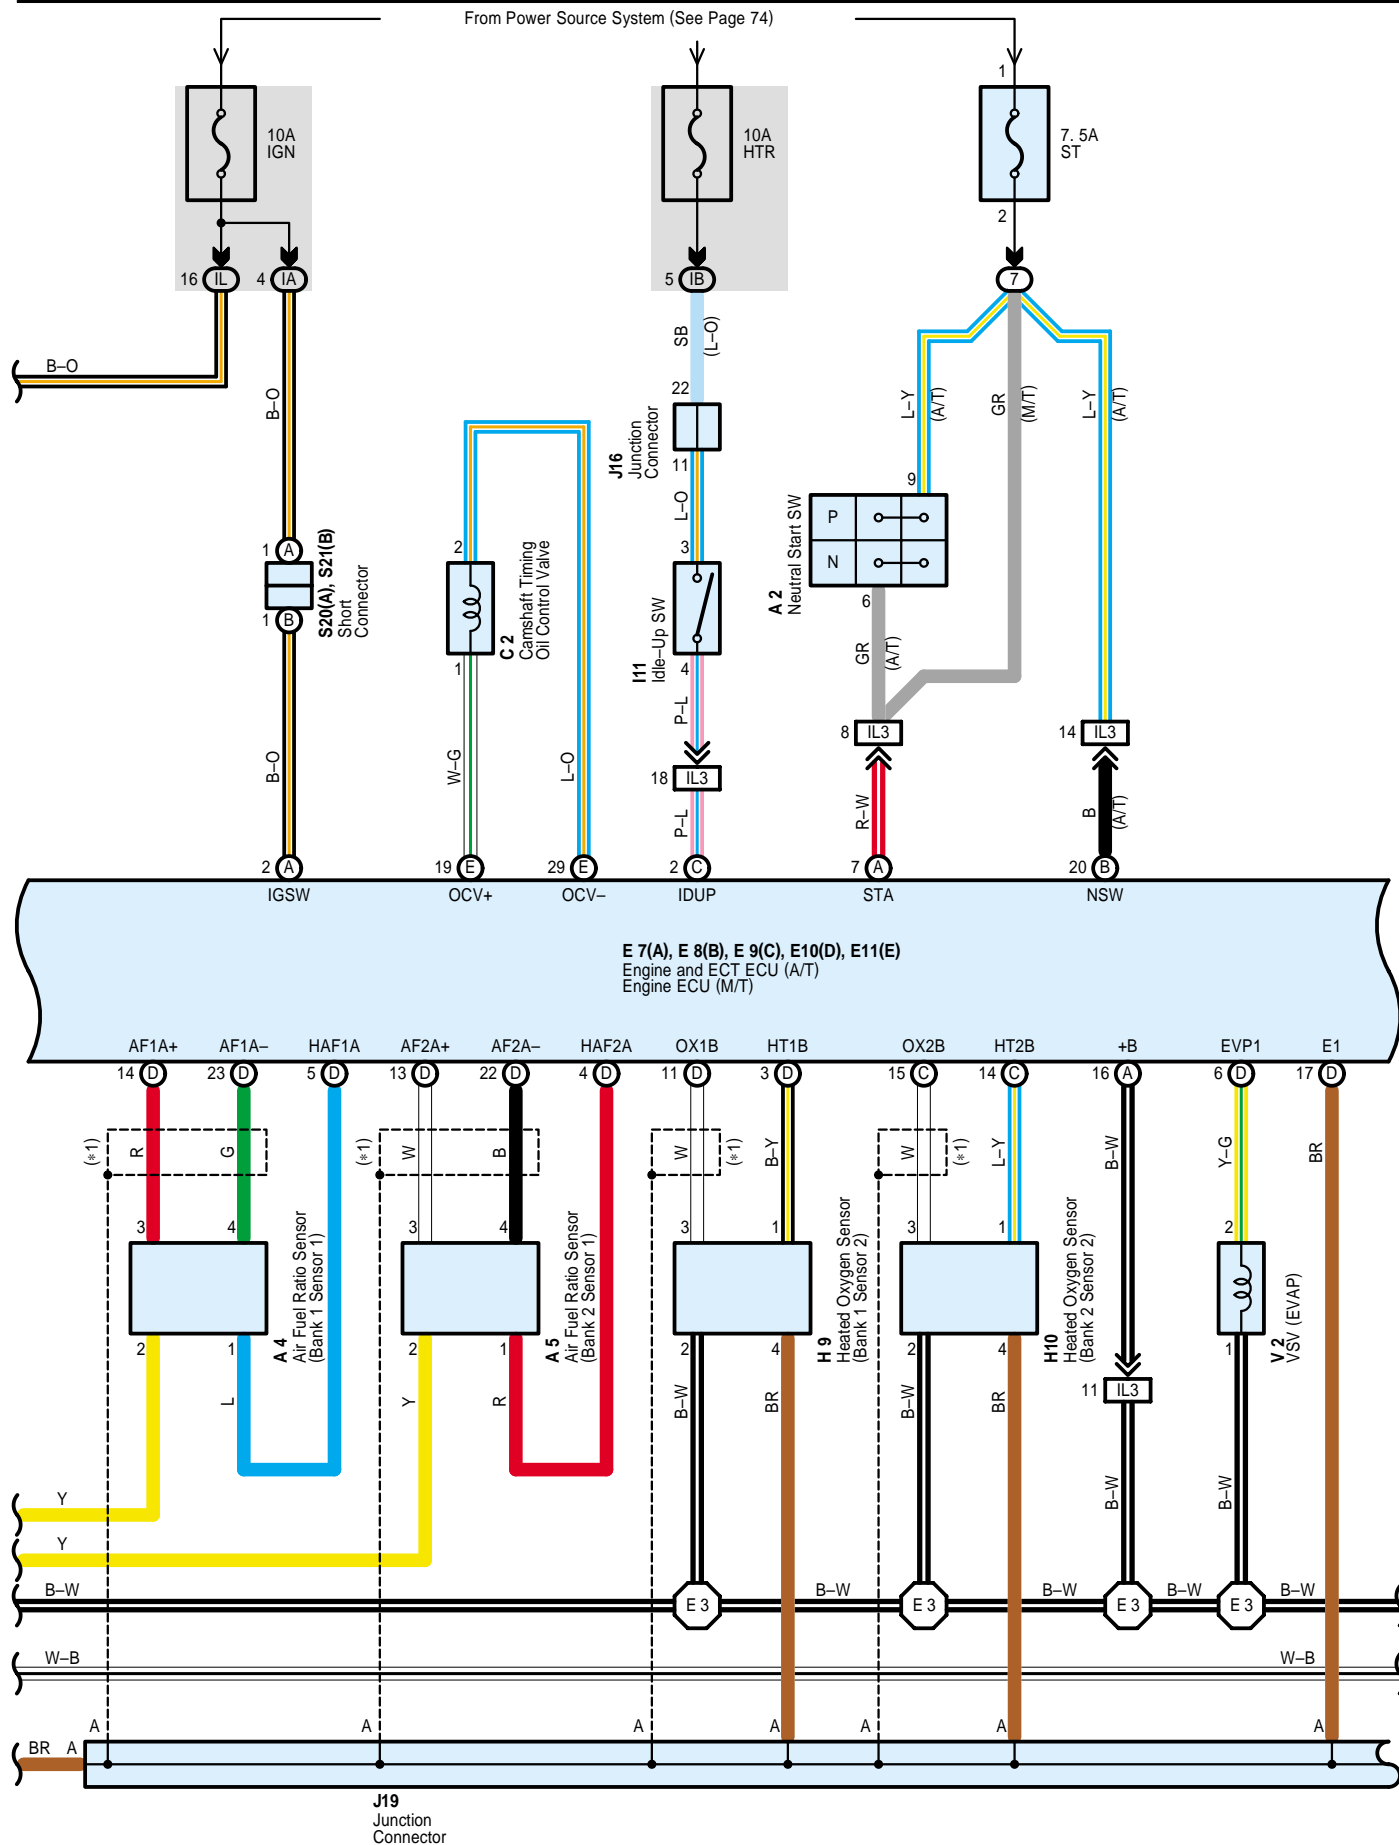 From Power Source System (See Page 74)
1
10A
IGN
10A
HTR
7. 5A
ST
2
16 IL
4 IA
5 IB
7
B–O
B–O
SB
(L–O)
L–Y
(A/T)
GR
(M/T)
L–Y
(A/T)
22
J16
Junction
Connector
11
L–O
9
P
N
A 2
Neutral Start SW
6
1 A
S20(A), S21(B)
Short
Connector
1 B
2
C 2
Camshaft Timing
Oil Control Valve
1
3
I11
Idle–Up SW
4
GR
(A/T)
P–L
8 IL3
14 IL3
18 IL3
B–O
W–G
L–O
P–L
R–W
B
(A/T)
2 A
19 E
29 E
2 C
7 A
20 B
IGSW
OCV+
OCV–
IDUP
STA
NSW
E 7(A), E 8(B), E 9(C), E10(D), E11(E)
Engine and ECT ECU (A/T)
Engine ECU (M/T)
AF1A+
AF1A–
HAF1A
AF2A+
AF2A–
HAF2A
OX1B
HT1B
OX2B
HT2B
+B
EVP1
E1
14 D
23 D
5 D
13 D
22 D
4 D
11 D
3 D
15 C
14 C
16 A
6 D
17 D
(*1)
R
G
(*1)
W
B
W
(*1)
B–Y
W
(*1)
L–Y
B–W
Y–G
BR
3
4
3
4
3
1
3
1
2
A 4
Air Fuel Ratio Sensor
(Bank 1 Sensor 1)
A 5
Air Fuel Ratio Sensor
(Bank 2 Sensor 1)
H 9
Heated Oxygen Sensor
(Bank 1 Sensor 2)
H10
Heated Oxygen Sensor
(Bank 2 Sensor 2)
V 2
VSV (EVAP)
2
1
2
1
2
4
2
4
1
11 IL3
L
Y
R
B–W
BR
B–W
BR
B–W
B–W
Y
Y
B–W
E 3
B–W
E 3
B–W
E 3
B–W
E 3
B–W
W–B
W–B
A
A
A
A
A
A
A
BR A
J19
Junction
Connector